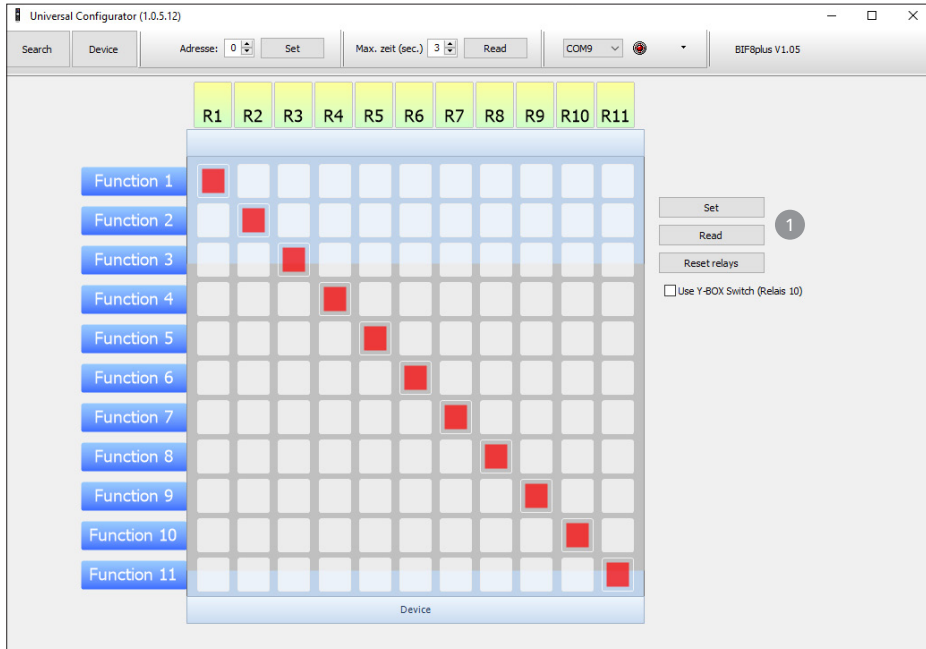 Universal Configurator (1.0.5.12)
Search Device Adresse: 0 Set Max. zeit (sec.) 3 Read COM9 BIF8plus V1.05
R1 R2 R3 R4 R5 R6 R7 R8 R9 R10 R11
Function 1
Function 2
Function 3
Function 4
Function 5
Function 6
Function 7
Function 8
Function 9
Function 10
Function 11
Device
Set
Read
1
Reset relays
Use Y-BOX Switch (Relais 10)